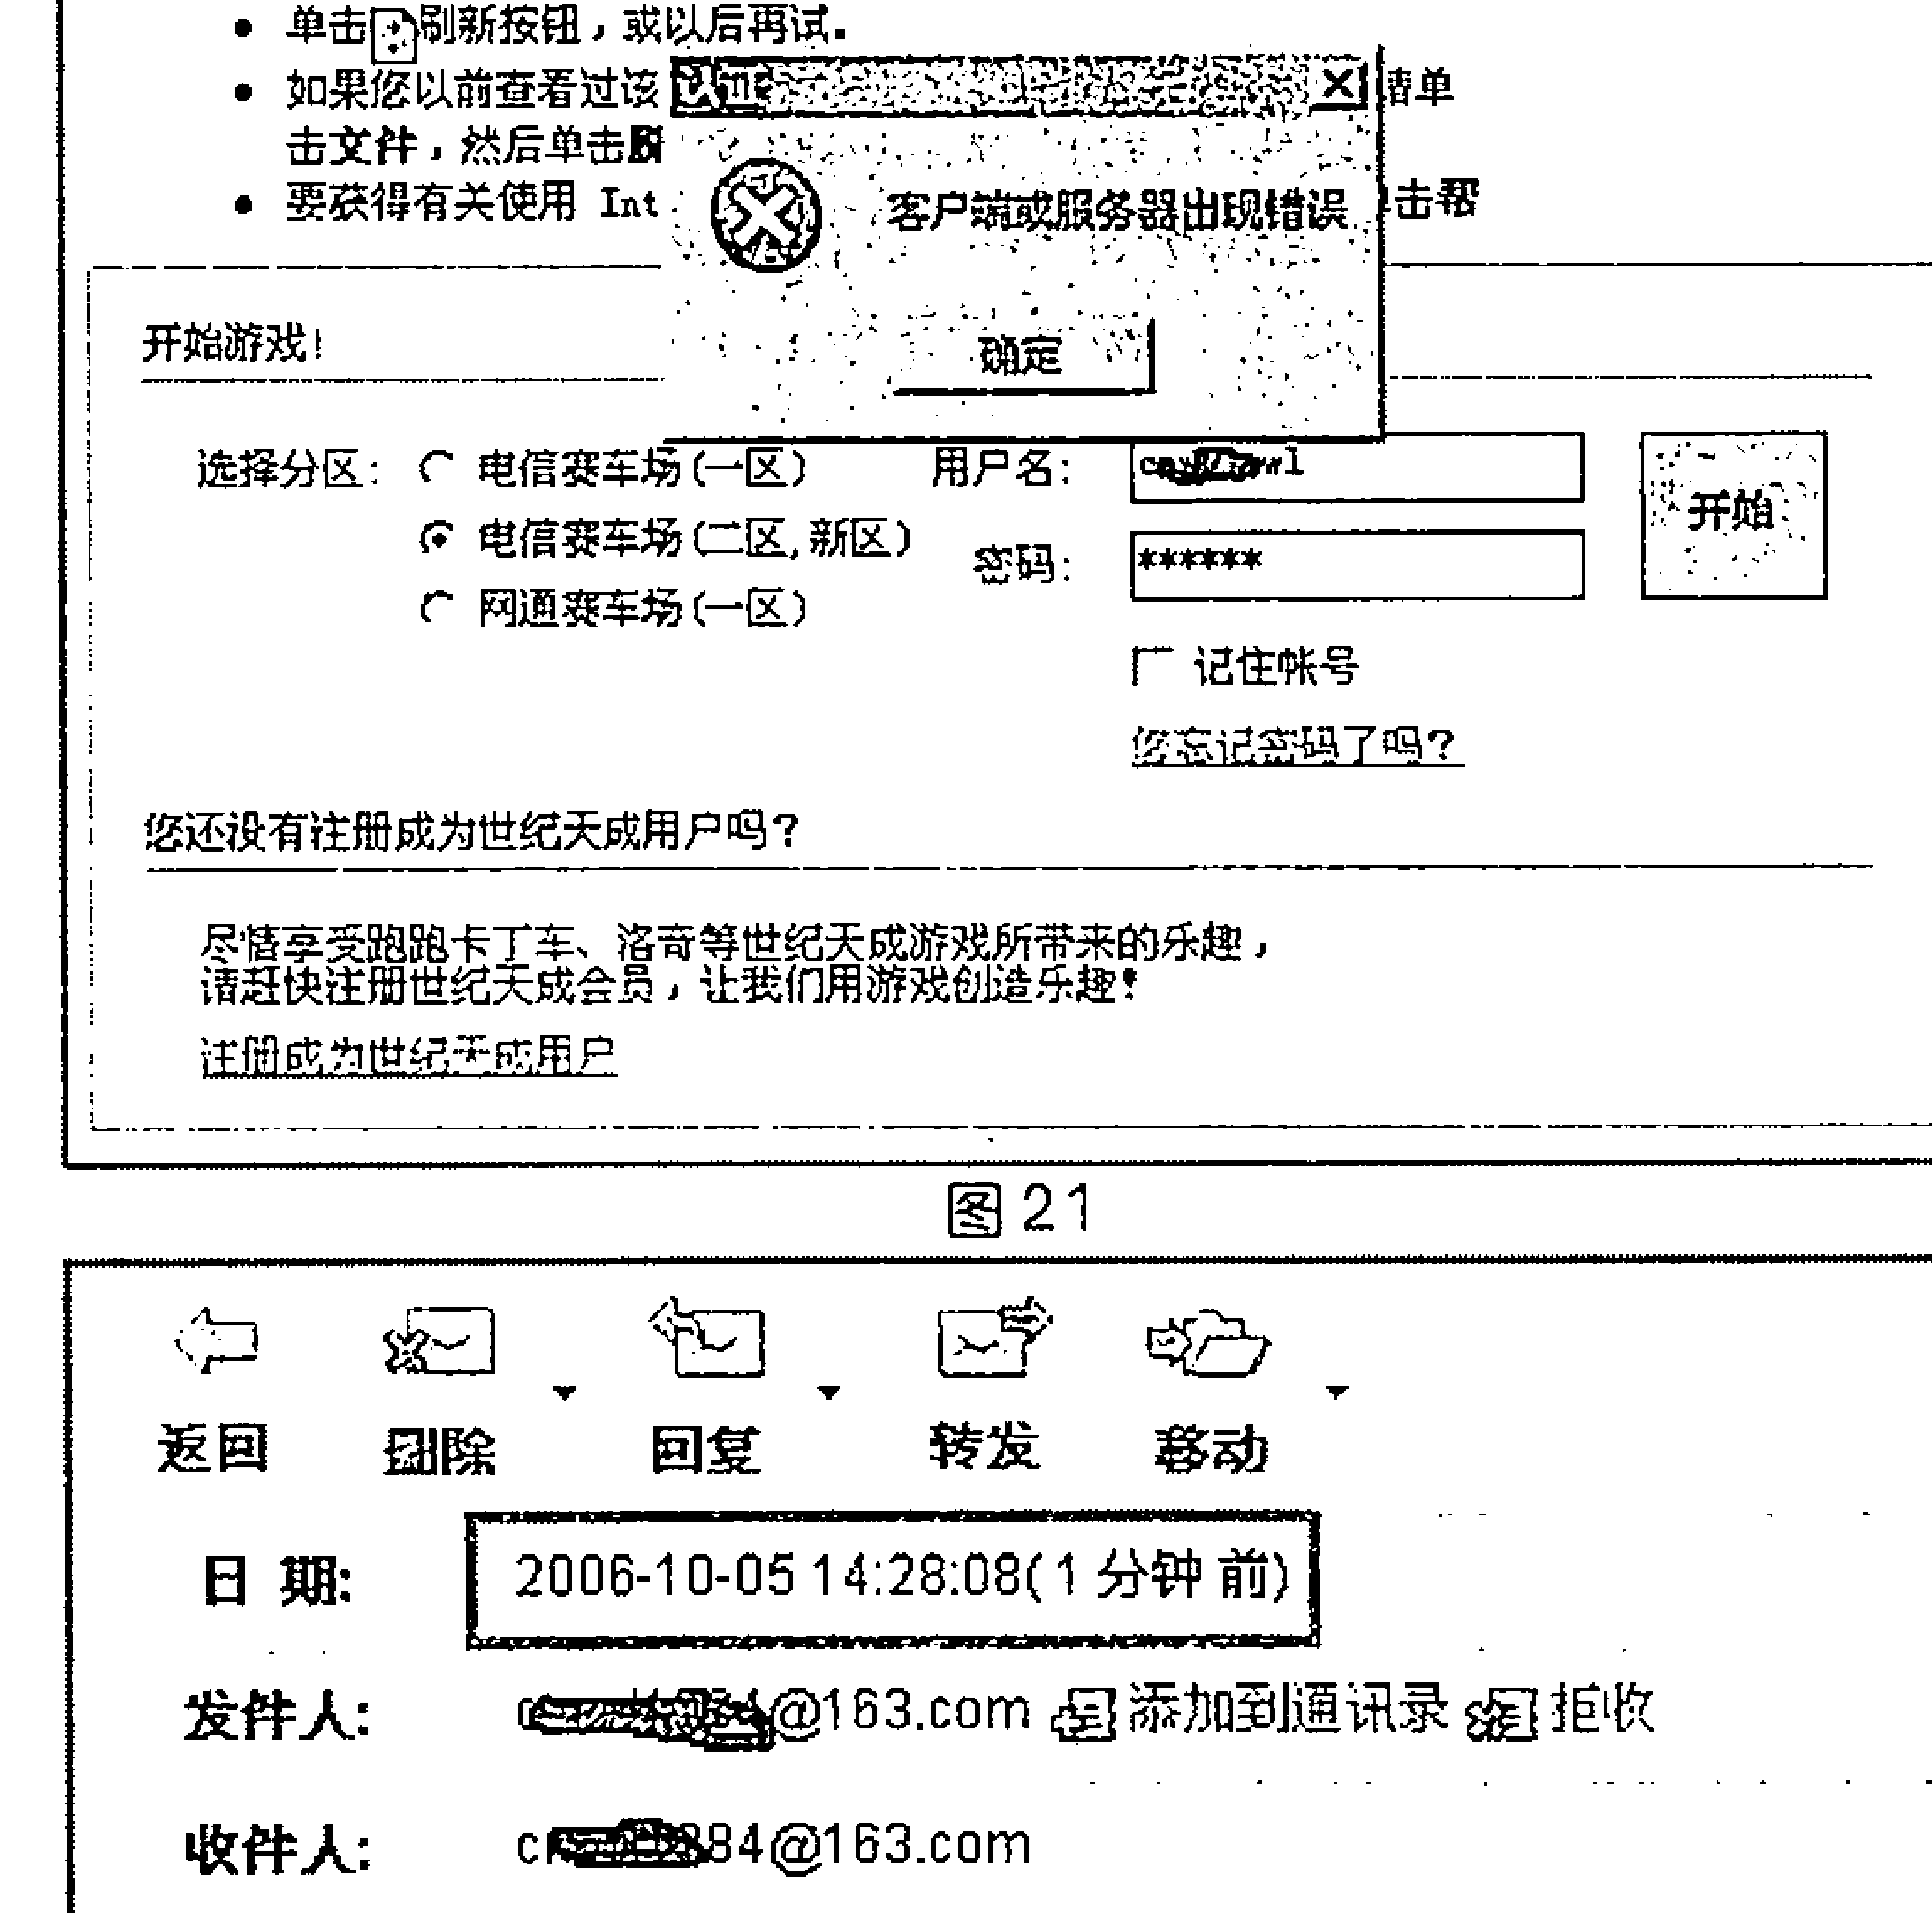 单击 刷新按钮，或以后再试。
如果您以前查看过该
清单
击文件，然后单击
要获得有关使用 Int
击帮
客户端或服务器出现错误
确定
开始游戏！
选择分区：
电信赛车场(一区)
电信赛车场(二区,新区)
网通赛车场(一区)
用户名：
密码：
******
开始
记住帐号
您忘记密码了吗？
您还没有注册成为世纪天成用户吗？
尽情享受跑跑卡丁车、洛奇等世纪天成游戏所带来的乐趣，
请赶快注册世纪天成会员，让我们用游戏创造乐趣！
注册成为世纪天成用户
图 21
返回 删除 回复 转发 移动
日 期: 2006-10-05 14:28:08(1 分钟 前)
发件人: @163.com 添加到通讯录 拒收
收件人: 84@163.com